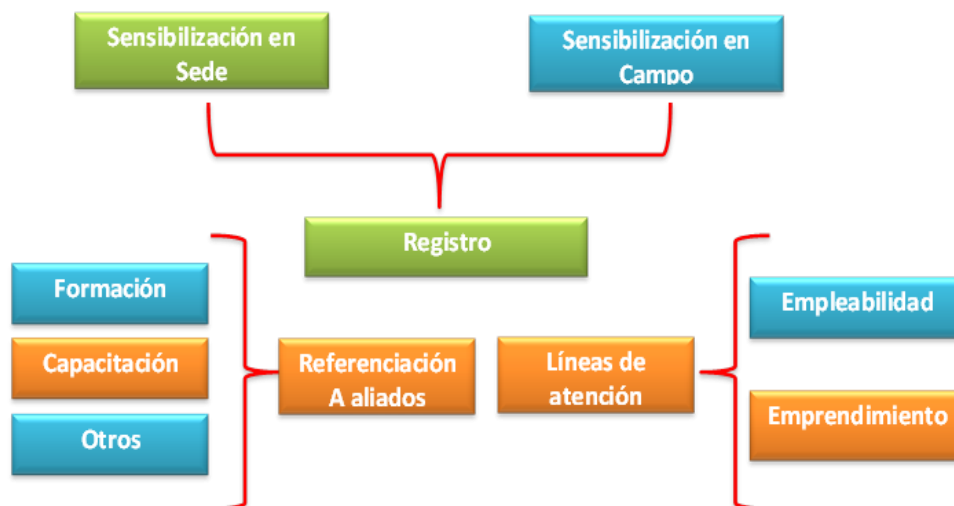 Sensibilización en
Sede
Sensibilización en
Campo
Registro
Formación
Capacitación
Otros
Referenciación
A aliados
Líneas de
atención
Empleabilidad
Emprendimiento